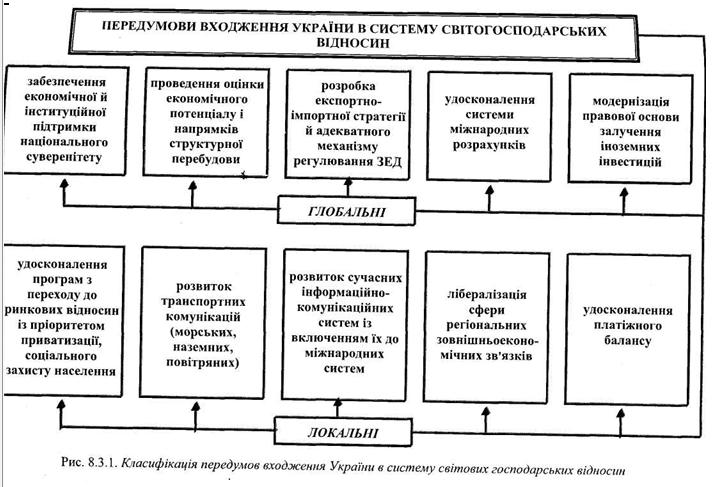 ПЕРЕДУМОВИ ВХОДЖЕННЯ УКРАЇНИ В СИСТЕМУ СВІТОГОСПОДАРСЬКИХ
ВІДНОСИН
забезпечення
економічної й
інституційної
підтримки
національного
суверенітету
проведення оцінки
економічного
потенціалу і
напрямків
структурної
перебудови
розробка
експортно-
імпортної стратегії
й адекватного
механізму
регулювання ЗЕД
удосконалення
системи
міжнародних
розрахунків
модернізація
правової основи
залучення
іноземних
інвестицій
ГЛОБАЛЬНІ
удосконалення
програм з
переходу до
ринкових відносин
із пріоритетом
приватизації,
соціального
захисту населення
розвиток
транспортних
комунікацій
(морських,
наземних,
повітряних)
розвиток сучасних
інформаційно-
комунікаційних
систем із
включенням їх до
міжнародних
систем
лібералізація
сфери
регіональних
зовнішньоеконо-
мічних зв'язків
удосконалення
платіжного
балансу
ЛОКАЛЬНІ
Рис. 8.3.1. Класифікація передумов входження України в систему світових господарських відносин